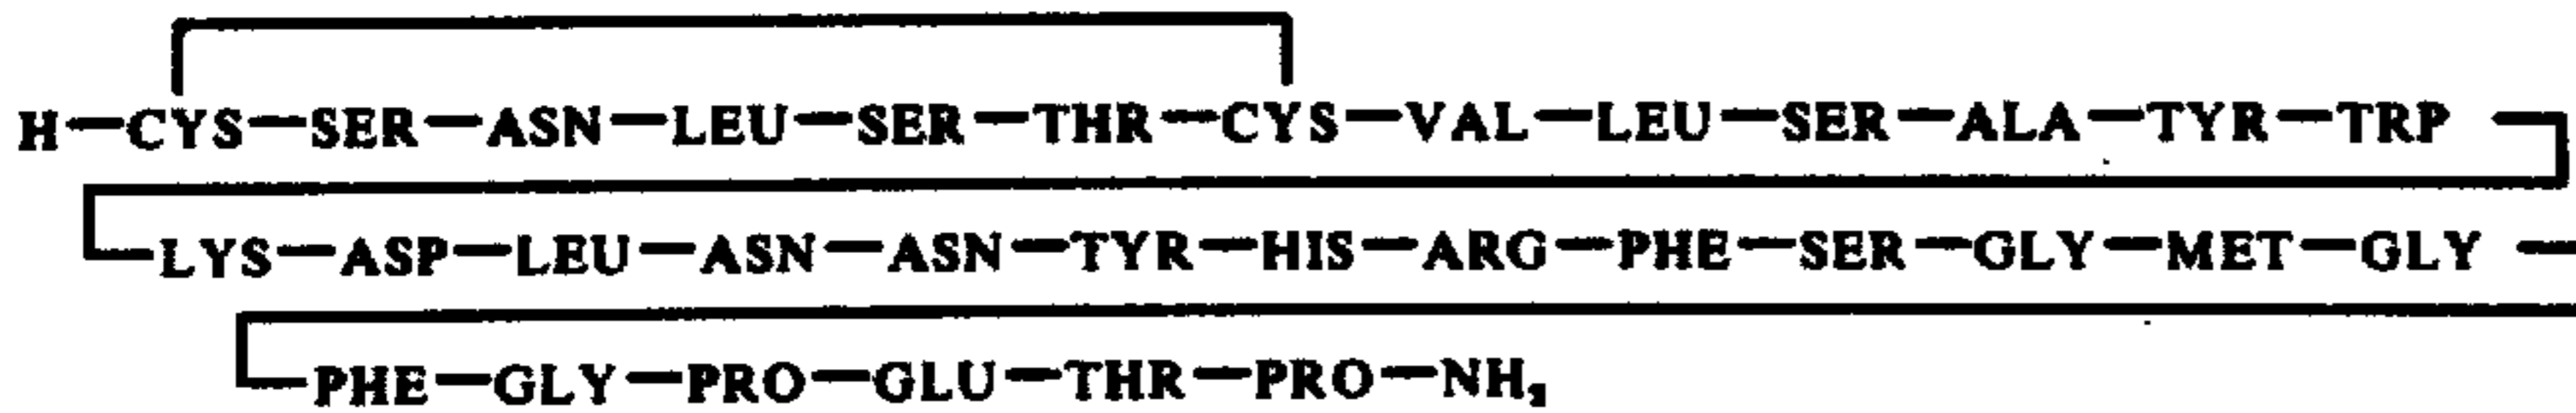 H—CYS—SER—ASN—LEU—SER—THR—CYS—VAL—LEU—SER—ALA—TYR—TRP
LYS—ASP—LEU—ASN—ASN—TYR—HIS—ARG—PHE—SER—GLY—MET—GLY
PHE—GLY—PRO—GLU—THR—PRO—NH₂